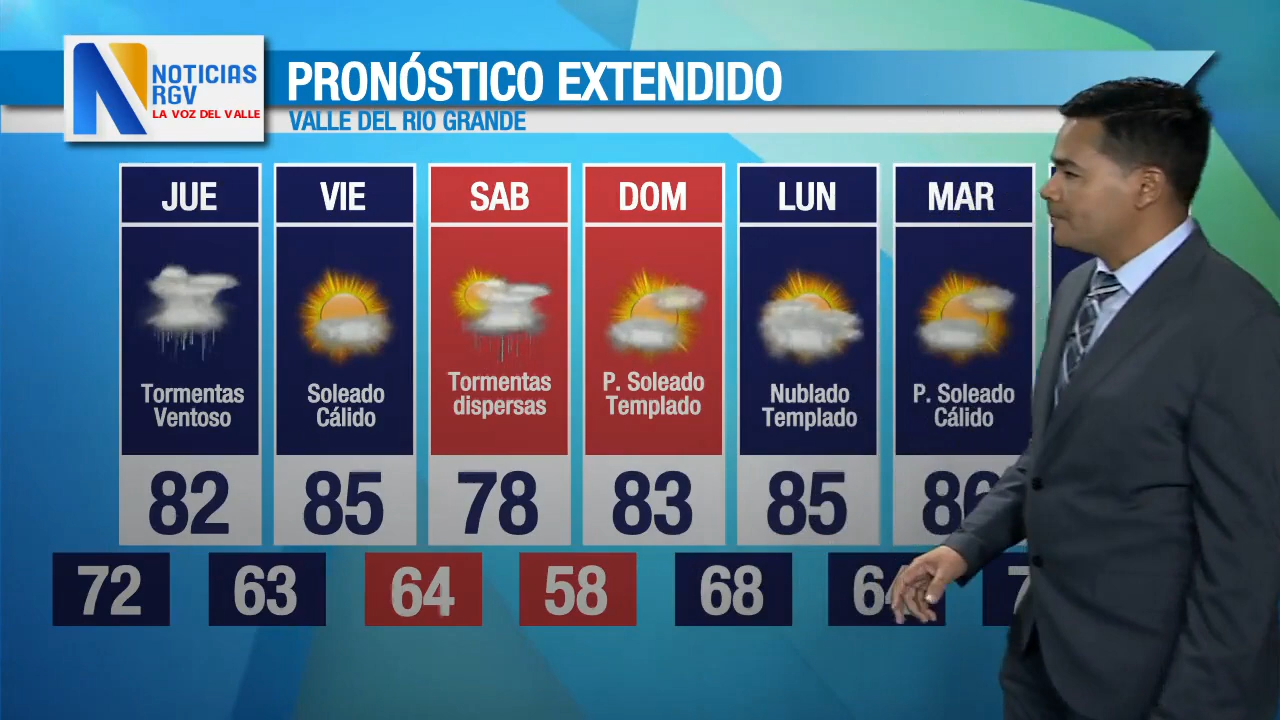 NOTICIAS
RGV
LA VOZ DEL VALLE
PRONÓSTICO EXTENDIDO
VALLE DEL RIO GRANDE
JUE VIE SAB DOM LUN MAR
Tormentas Ventoso
Soleado Cálido
Tormentas dispersas
P. Soleado Templado
Nublado Templado
P. Soleado Cálido
82 85 78 83 85 86
72 63 64 58 68